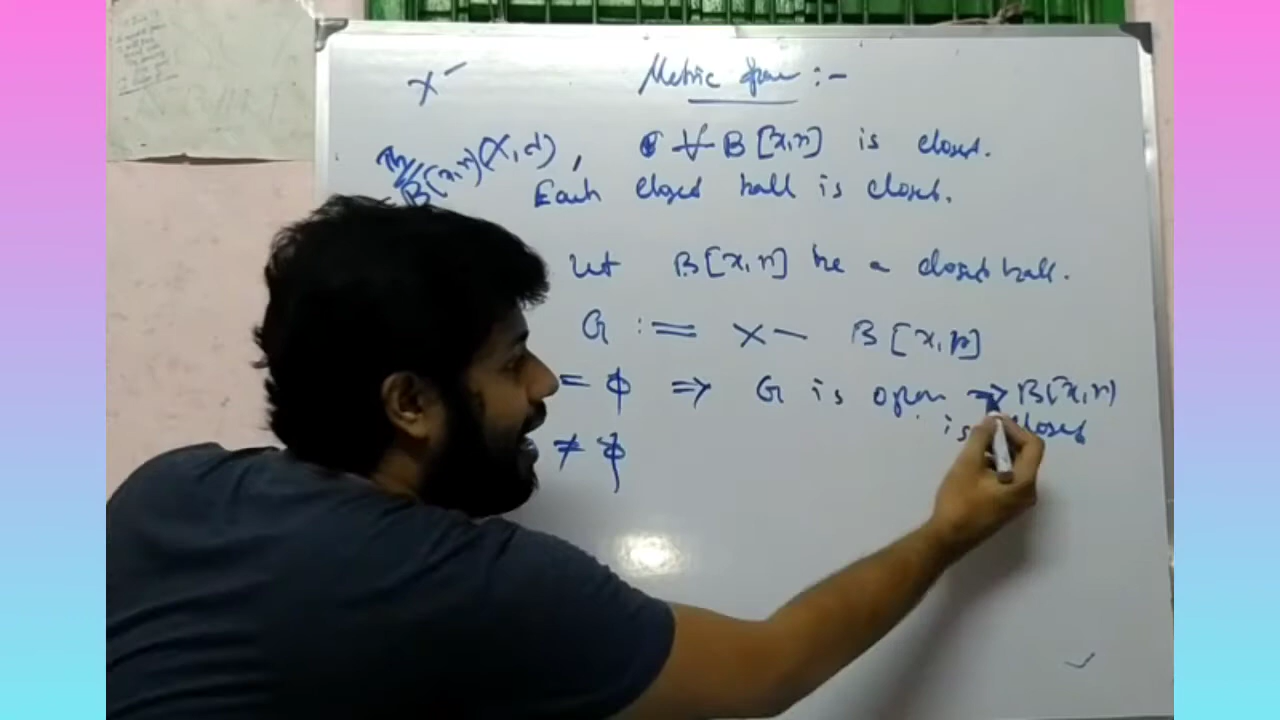 X - Metric space :-
(X, d), ∀ B[x,r] is closed.
B(x,r)
Each closed ball is closed.
Let B[x,r] be a closed ball.
G := X - B[x,r]
= φ ⇒ G is open ⇒ B[x,r)
is closed
≠ φ